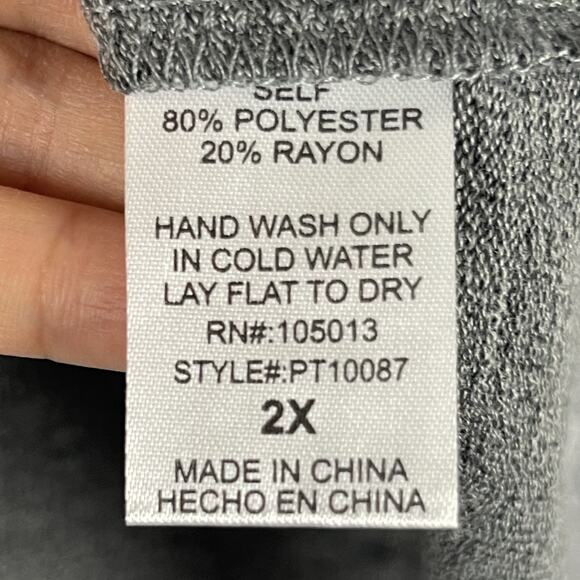 SELF
80% POLYESTER
20% RAYON
HAND WASH ONLY
IN COLD WATER
LAY FLAT TO DRY
RN#:105013
STYLE#:PT10087
2X
MADE IN CHINA
HECHO EN CHINA